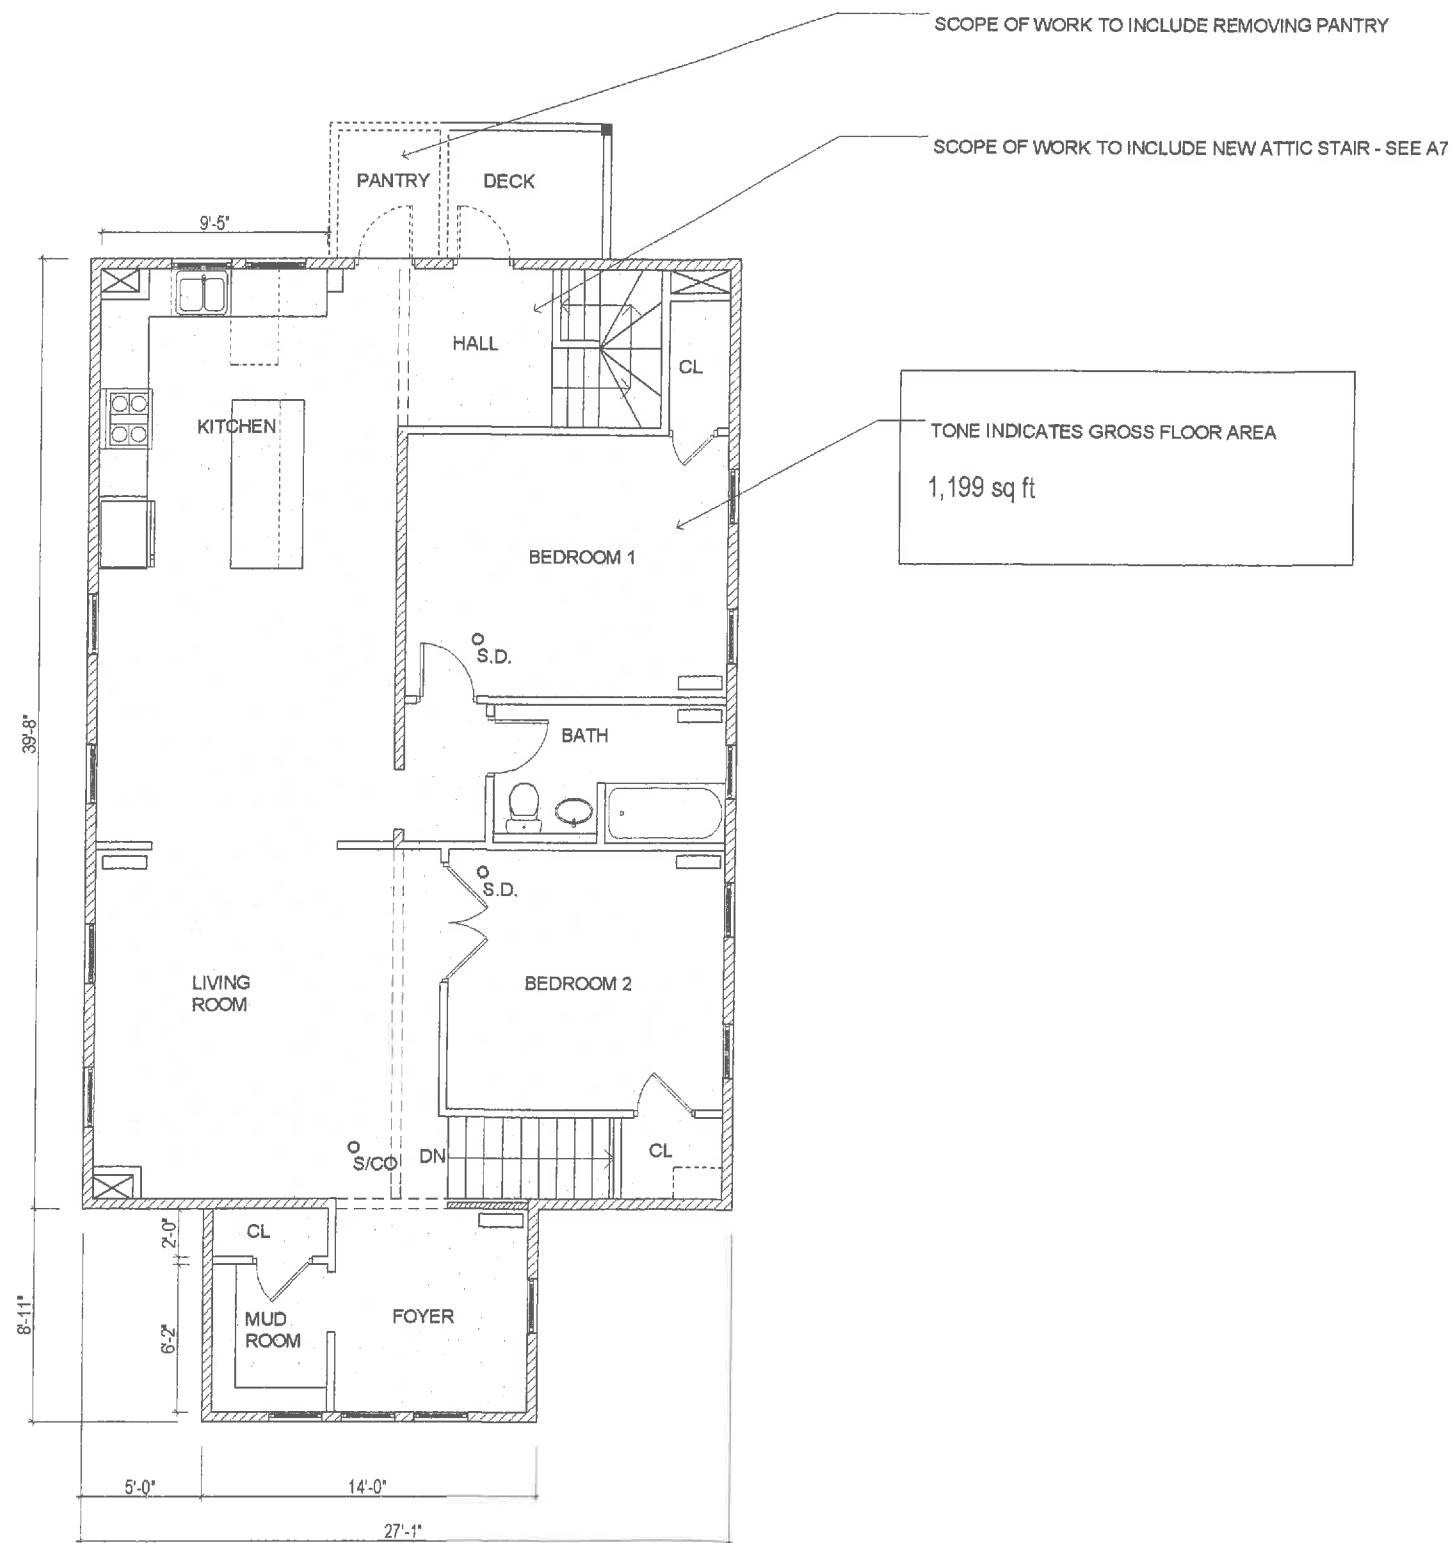 SCOPE OF WORK TO INCLUDE REMOVING PANTRY
SCOPE OF WORK TO INCLUDE NEW ATTIC STAIR - SEE A7
PANTRY
DECK
9'-5"
HALL
CL
KITCHEN
TONE INDICATES GROSS FLOOR AREA
1,199 sq ft
BEDROOM 1
S.D.
39'-8"
BATH
S.D.
LIVING
ROOM
BEDROOM 2
S/CO
DN
CL
2'-0"
CL
8'-11"
6'-2"
MUD
ROOM
FOYER
5'-0"
14'-0"
27'-1"